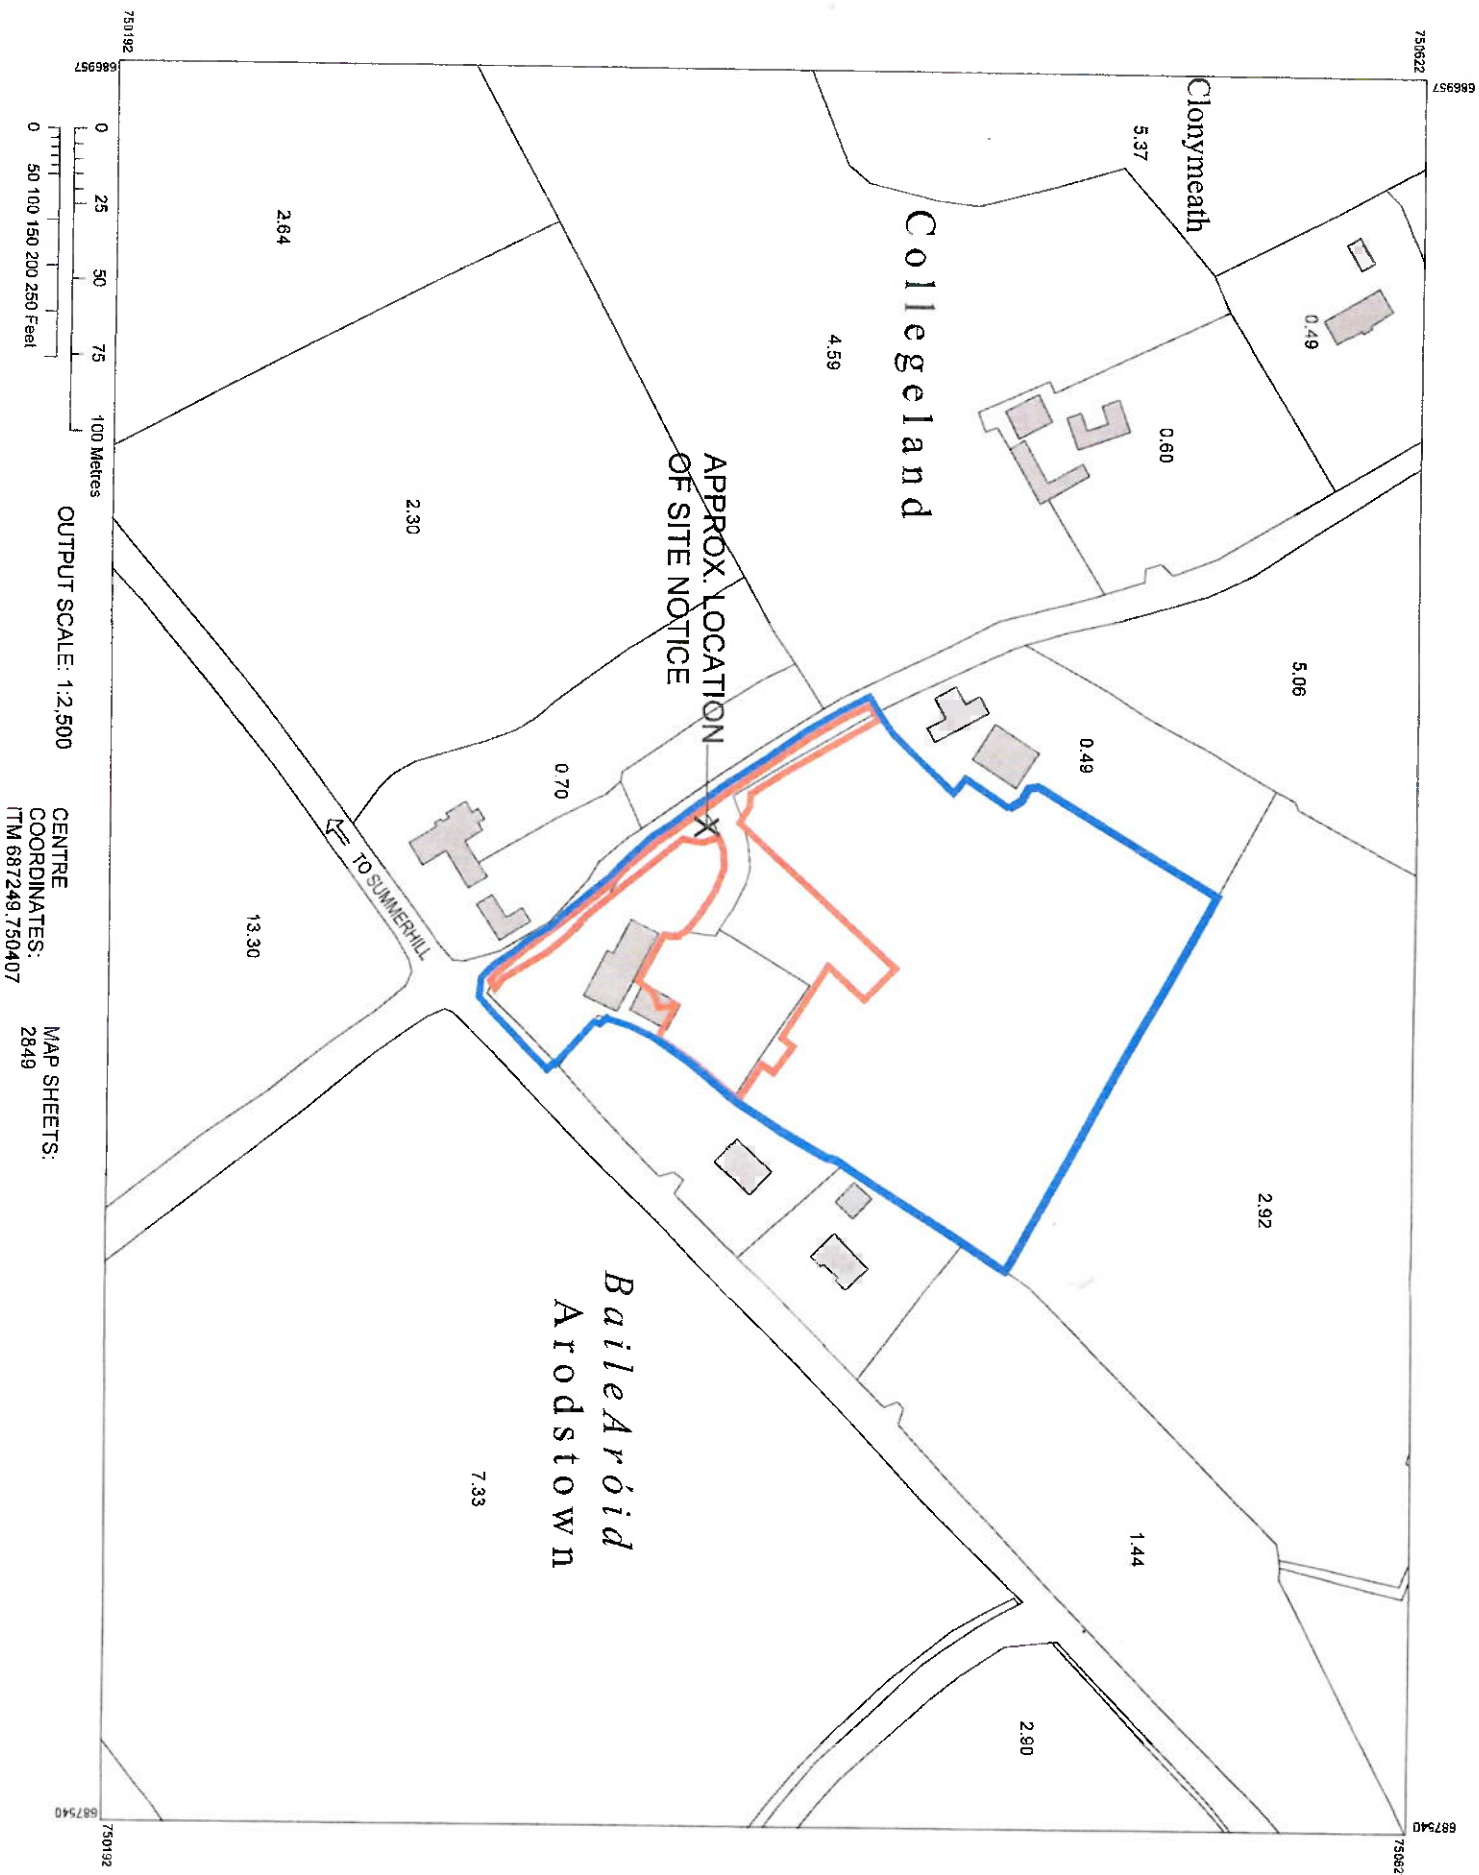 750622
686957
Clonymeath
5.37
0.49
0.60
Collegeland
4.59
5.06
0.49
2.92
1.44
APPROX. LOCATION
OF SITE NOTICE
0.70
2.64
2.30
TO SUMMERHILL
13.30
Baile Aróid
Arodstown
7.33
2.90
750192
686957
687540
750192
687540
75062
0 25 50 75 100 Metres
0 50 100 150 200 250 Feet
OUTPUT SCALE: 1:2,500
CENTRE
COORDINATES:
ITM 687249.750407
MAP SHEETS:
2849